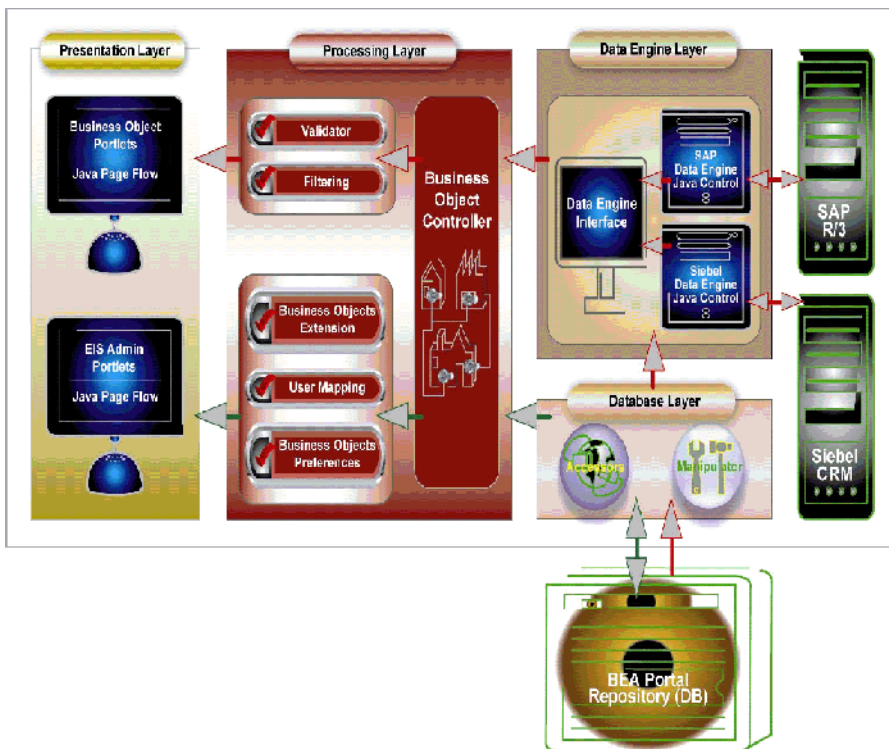 Presentation Layer
Processing Layer
Data Engine Layer
Business Object
Portlets
Java Page Flow
EIS Admin
Portlets
Java Page Flow
Validator
Filtering
Business Objects
Extension
User Mapping
Business Objects
Preferences
Business
Object
Controller
Data Engine
Interface
SAP
Data Engine
Java Control
Siebel
Data Engine
Java Control
SAP
R/3
Siebel
CRM
Database Layer
Accessors
Manipulator
BEA Portal
Repository (DB)